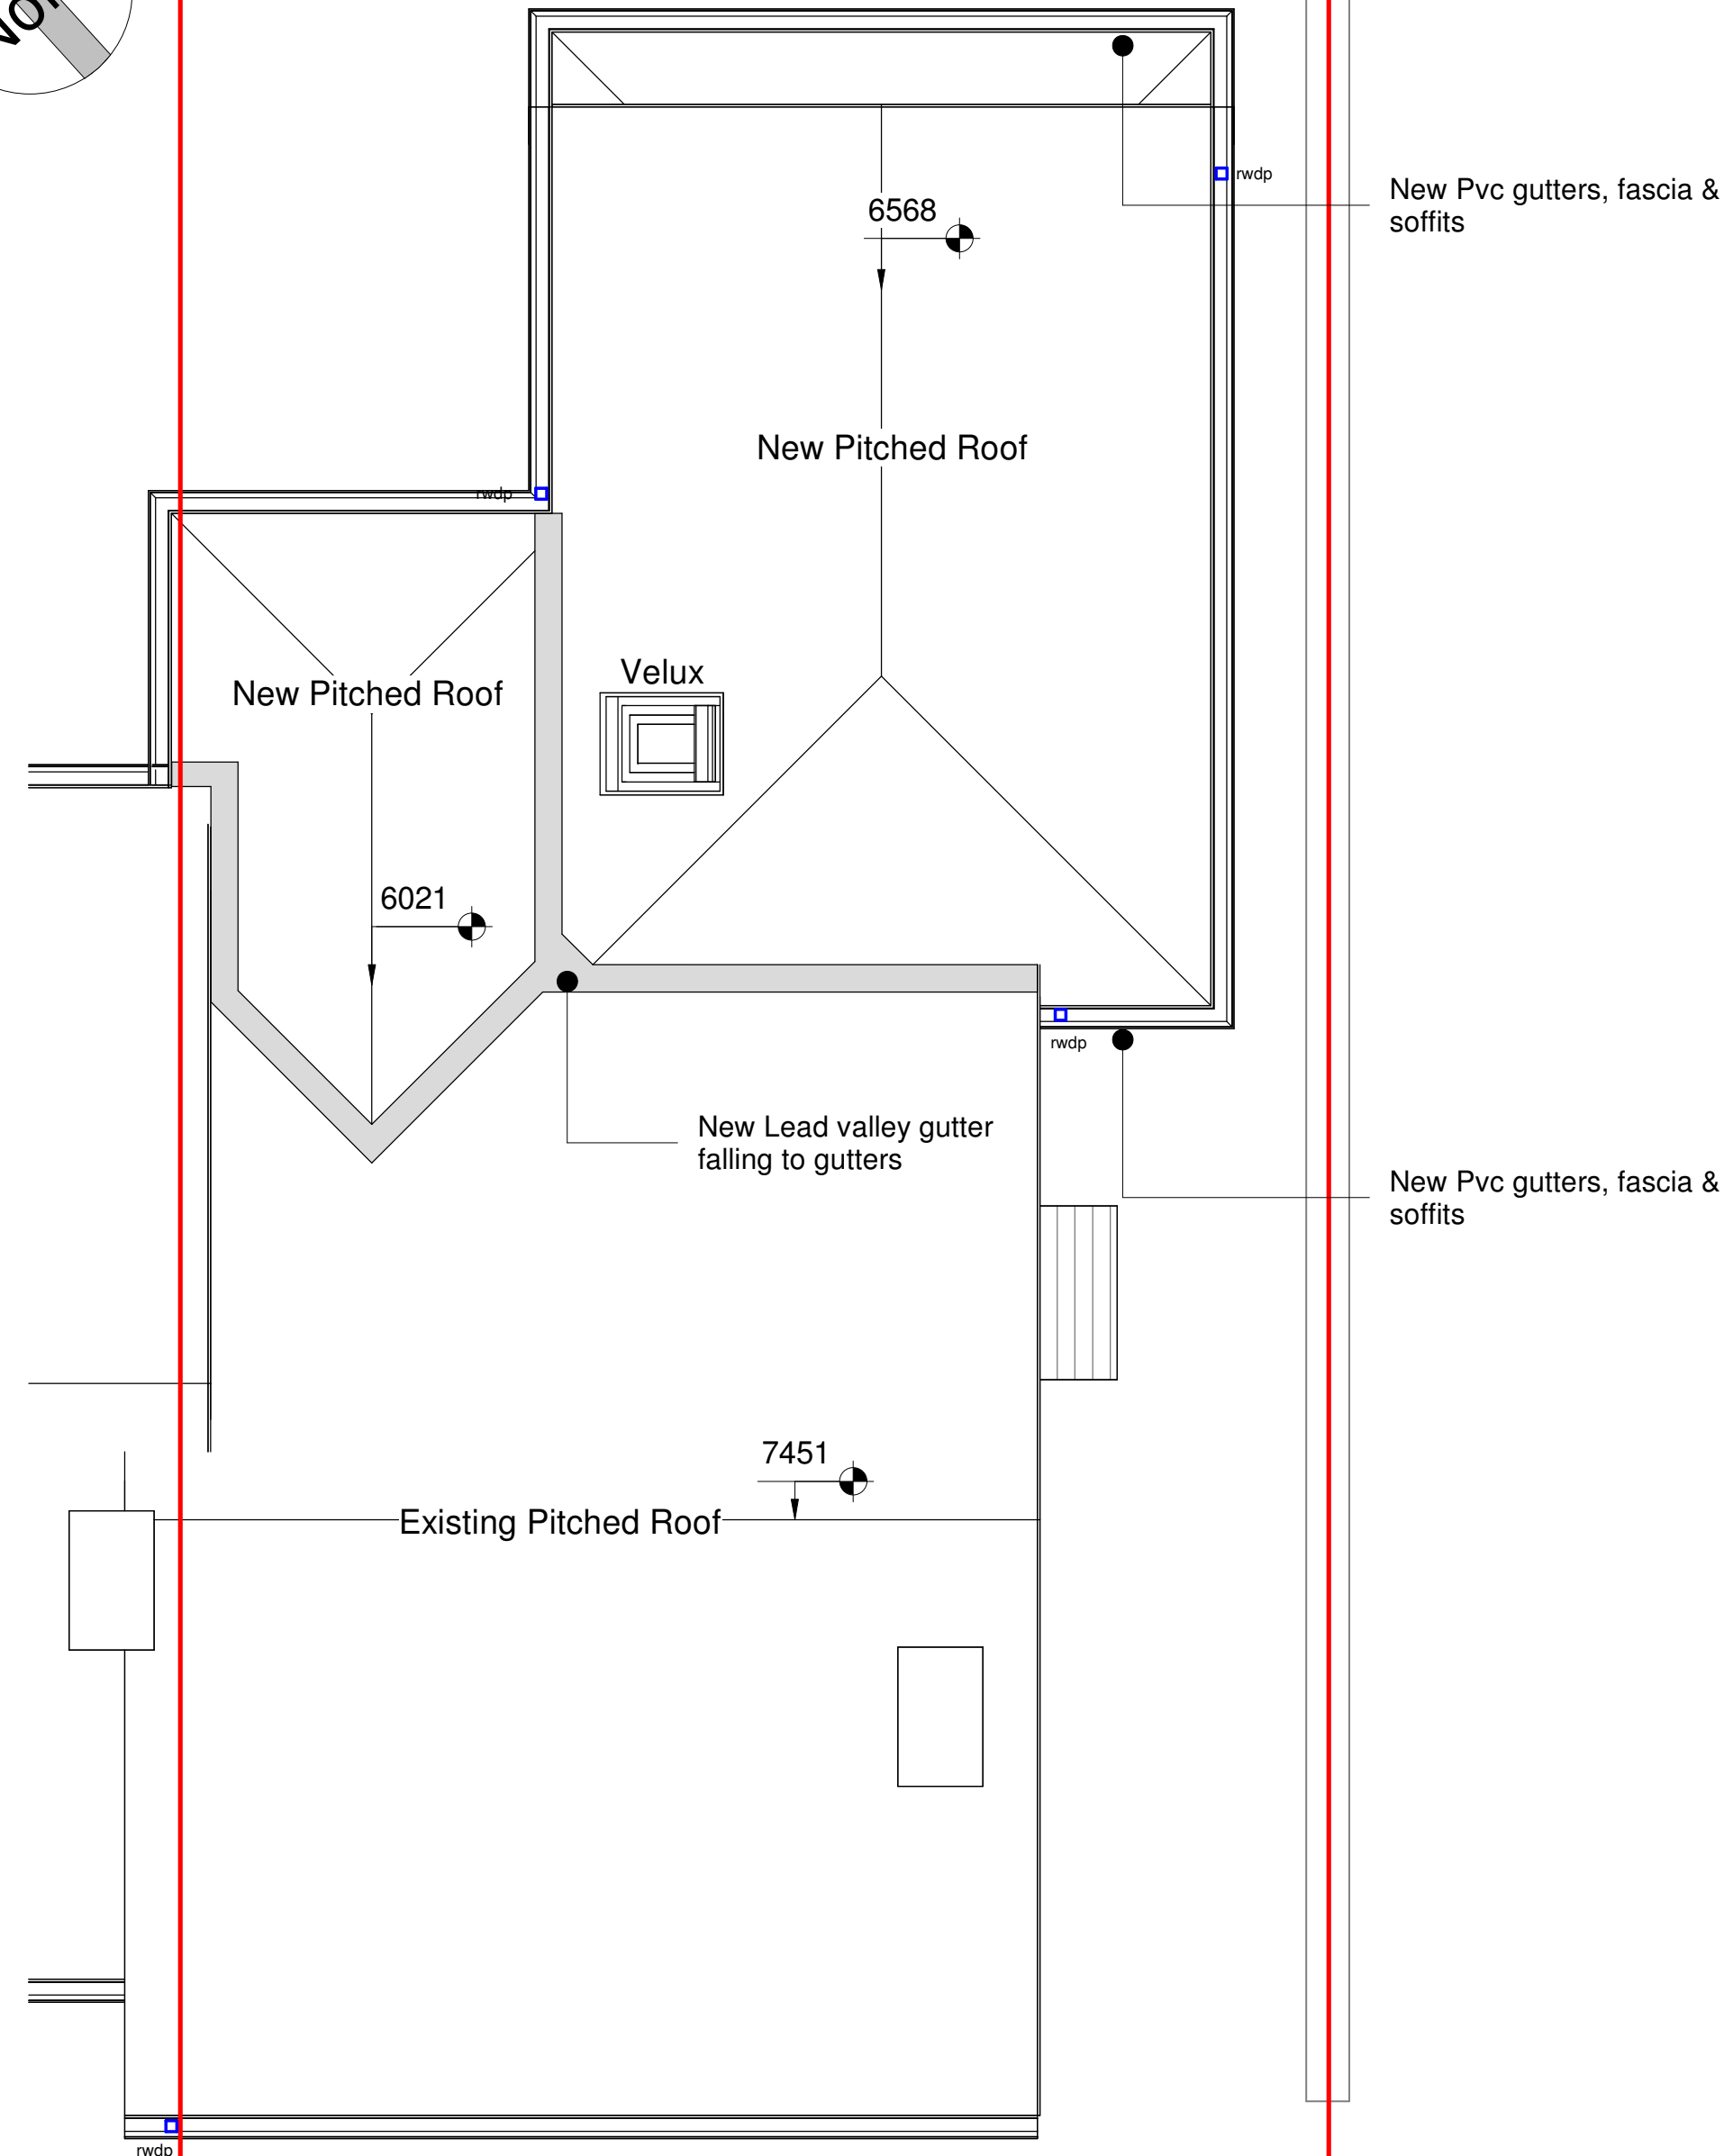 rwdp
New Pvc gutters, fascia &
soffits
6568
New Pitched Roof
rwdp
Velux
New Pitched Roof
6021
rwdp
New Lead valley gutter
falling to gutters
New Pvc gutters, fascia &
soffits
7451
Existing Pitched Roof
rwdp